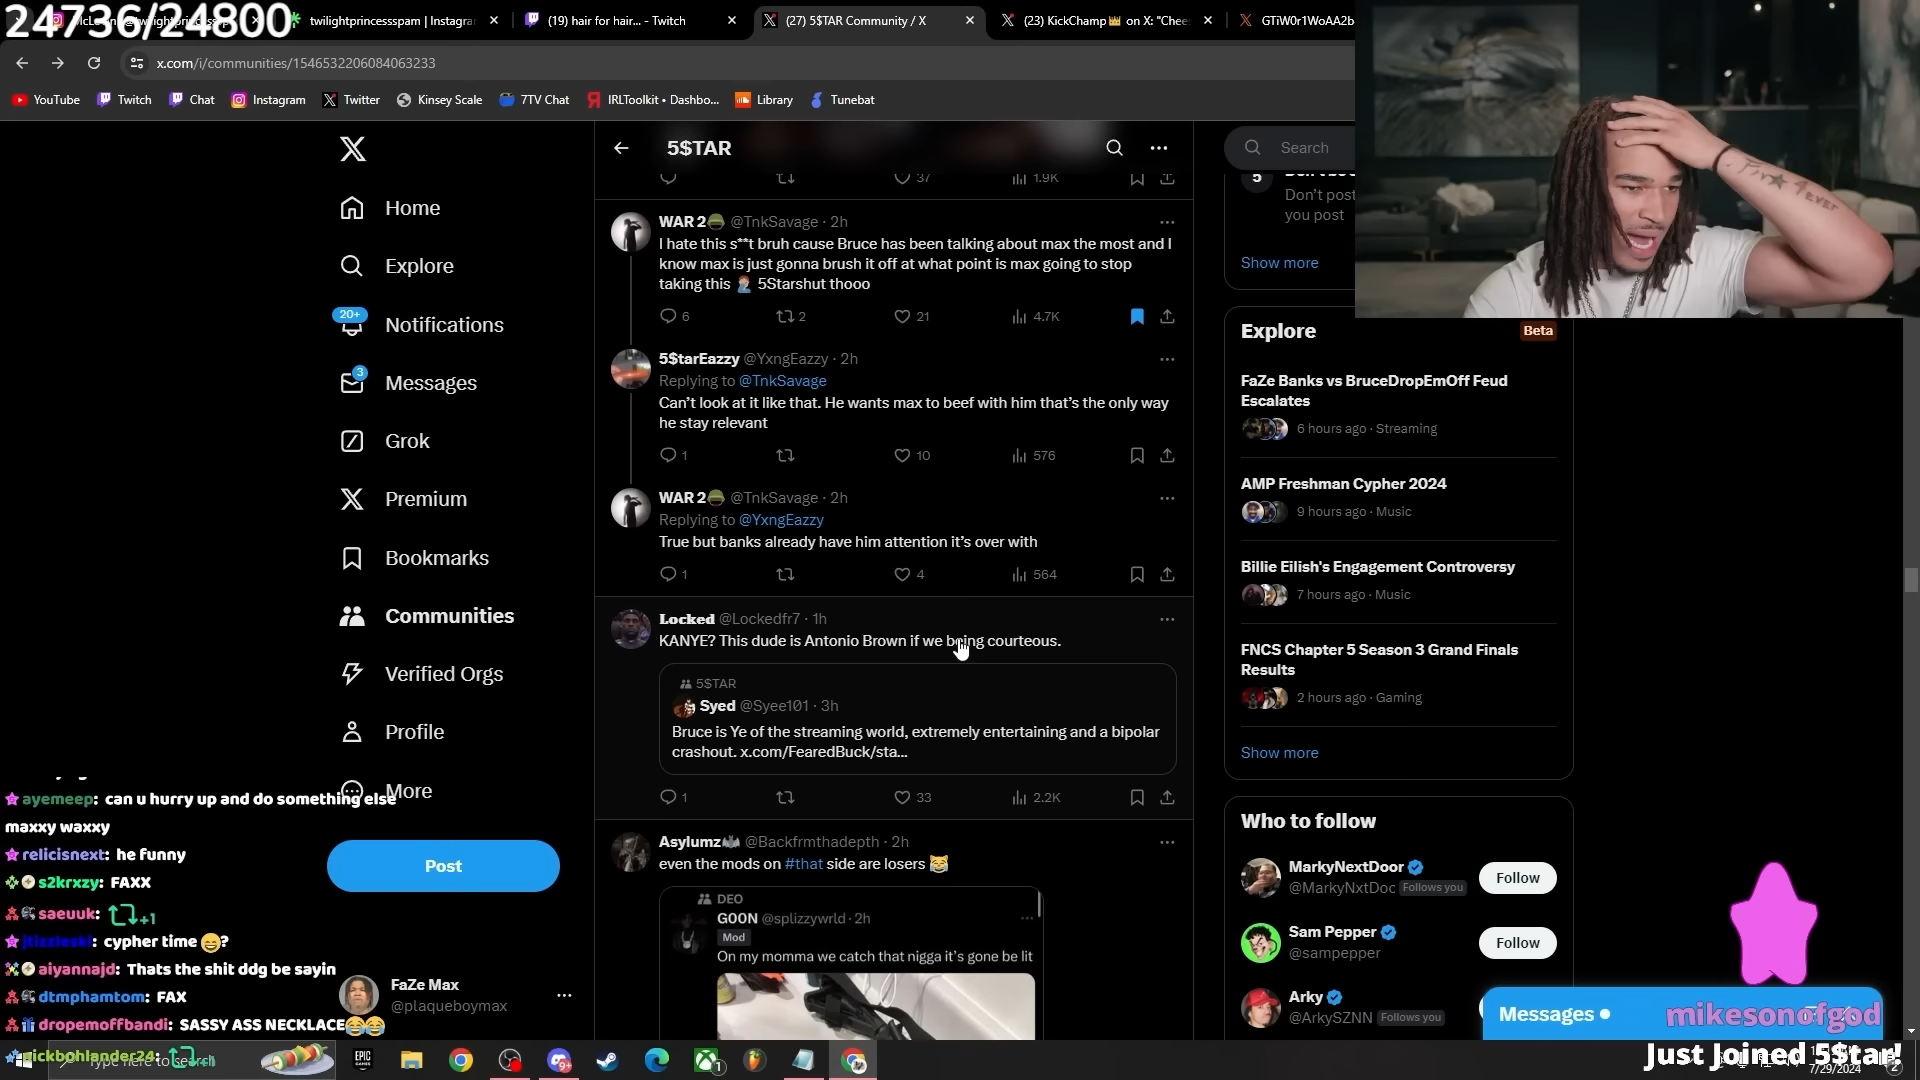 24736/24800
twilightprincessspam | Instagra
(19) hair for hair... - Twitch
(27) 5$TAR Community / X
(23) KickChamp👑 on X: "Chee
GTiW0r1WoAA2b
x.com/i/communities/1546532206084063233
YouTube
Twitch
Chat
Instagram
Twitter
Kinsey Scale
7TV Chat
IRLToolkit • Dashbo...
Library
Tunebat
Home
Explore
20+
Notifications
3
Messages
Grok
Premium
Bookmarks
Communities
Verified Orgs
Profile
More
Post
FaZe Max
@plaqueboymax
5$TAR
37
1.9K
WAR 2🪖 @TnkSavage · 2h
I hate this s**t bruh cause Bruce has been talking about max the most and I
know max is just gonna brush it off at what point is max going to stop
taking this 🤦 5Starshut thooo
6
2
21
4.7K
5$tarEazzy @YxngEazzy · 2h
Replying to @TnkSavage
Can't look at it like that. He wants max to beef with him that's the only way
he stay relevant
1
10
576
WAR 2🪖 @TnkSavage · 2h
Replying to @YxngEazzy
True but banks already have him attention it's over with
1
4
564
Locked @Lockedfr7 · 1h
KANYE? This dude is Antonio Brown if we being courteous.
5$TAR
Syed @Syee101 · 3h
Bruce is Ye of the streaming world, extremely entertaining and a bipolar
crashout. x.com/FearedBuck/sta...
1
33
2.2K
Asylumz🦇 @Backfrmthadepth · 2h
even the mods on #that side are losers 😹
DEO
G00N @splizzywrld · 2h
Mod
On my momma we catch that nigga it's gone be lit
Search
5
Don't post
you post
Show more
Explore
Beta
FaZe Banks vs BruceDropEmOff Feud
Escalates
6 hours ago · Streaming
AMP Freshman Cypher 2024
9 hours ago · Music
Billie Eilish's Engagement Controversy
7 hours ago · Music
FNCS Chapter 5 Season 3 Grand Finals
Results
2 hours ago · Gaming
Show more
Who to follow
MarkyNextDoor
@MarkyNxtDoc Follows you
Follow
Sam Pepper
@sampepper
Follow
Arky
@ArkySZNN Follows you
Messages
mikesonofgod
Just Joined 5$tar!
ayemeep: can u hurry up and do something else
maxxy waxxy
relicisnext: he funny
s2krxzy: FAXX
saeuuk: +1
jtizzleski: cypher time 😁?
aiyannajd: Thats the shit ddg be sayin
dtmphamtom: FAX
dropemoffbandi: SASSY ASS NECKLACE😂😂
nickbohlander24:
Type here to search
EPIC
9+
1
7/29/2024
2